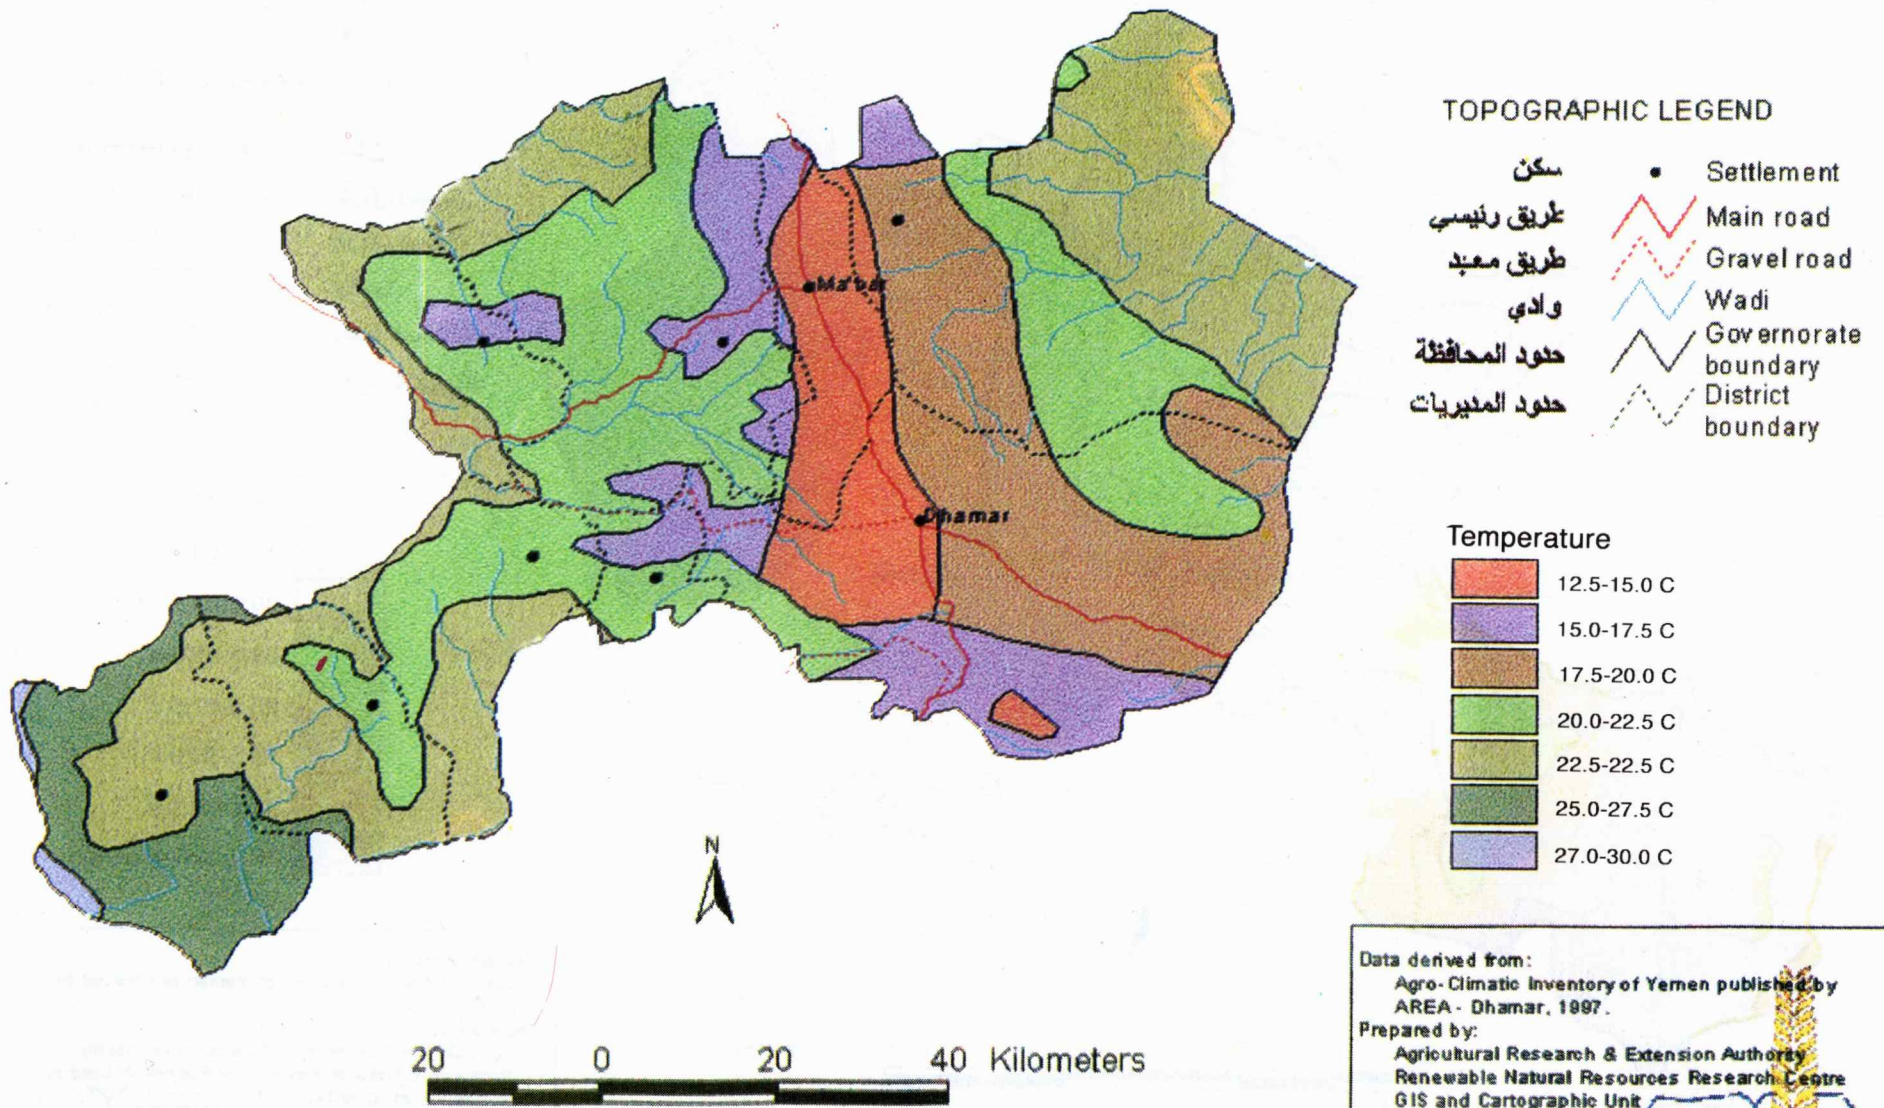 TOPOGRAPHIC LEGEND
سكن Settlement
طريق رئيسي Main road
طريق معبد Gravel road
وادي Wadi
حدود المحافظة Governorate
boundary
حدود المديريات District
boundary
Ma'bar
Dhamar
Temperature
12.5-15.0 C
15.0-17.5 C
17.5-20.0 C
20.0-22.5 C
22.5-22.5 C
25.0-27.5 C
27.0-30.0 C
N
20 0 20 40 Kilometers
Data derived from:
Agro-Climatic Inventory of Yemen published by
AREA - Dhamar, 1997.
Prepared by:
Agricultural Research & Extension Authority
Renewable Natural Resources Research Centre
GIS and Cartographic Unit